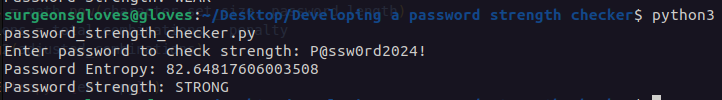 surgeonsgloves@gloves:~/Desktop/Developing a password strength checker$ python3
password_strength_checker.py
Enter password to check strength: P@ssw0rd2024!
Password Entropy: 82.64817606003508
Password Strength: STRONG